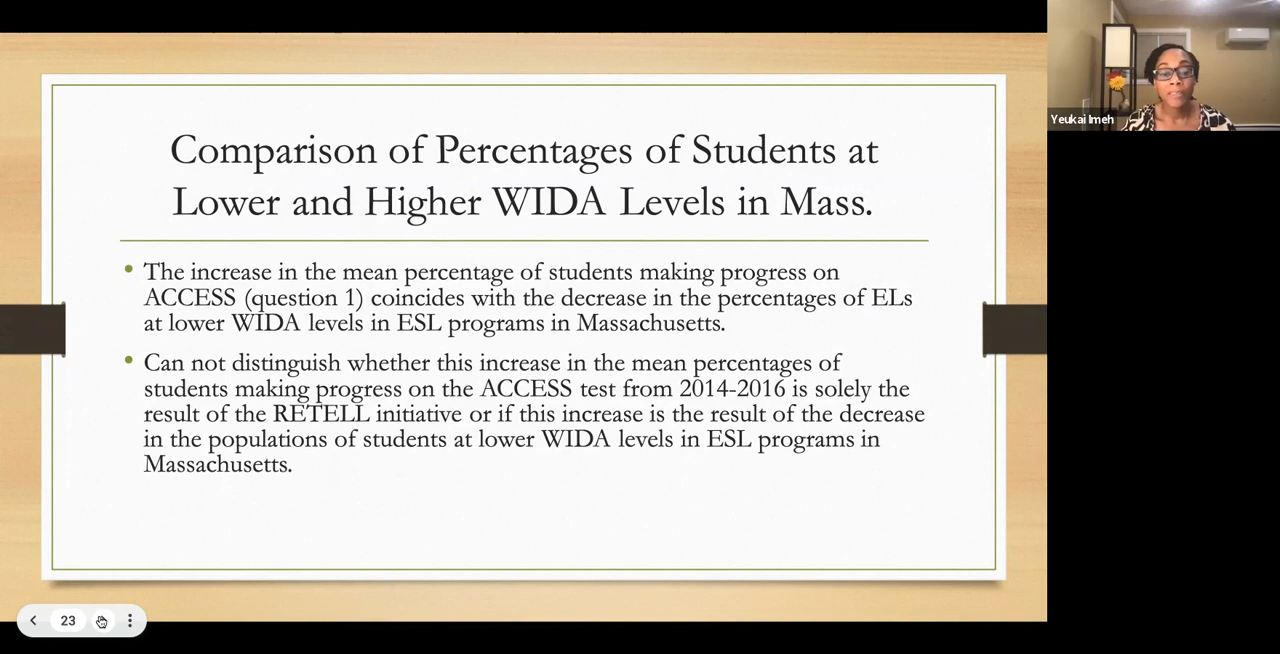 Comparison of Percentages of Students at
Lower and Higher WIDA Levels in Mass.
• The increase in the mean percentage of students making progress on
ACCESS (question 1) coincides with the decrease in the percentages of ELs
at lower WIDA levels in ESL programs in Massachusetts.
• Can not distinguish whether this increase in the mean percentages of
students making progress on the ACCESS test from 2014-2016 is solely the
result of the RETELL initiative or if this increase is the result of the decrease
in the populations of students at lower WIDA levels in ESL programs in
Massachusetts.
Yeukai Imeh
23